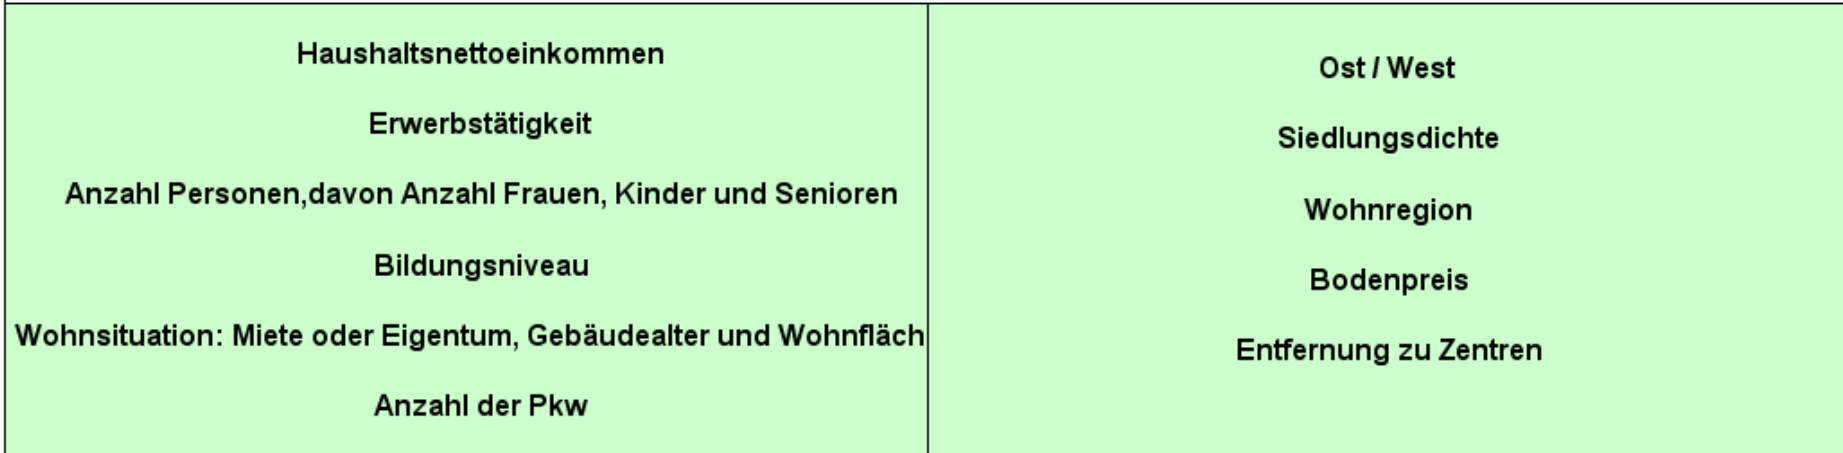 Haushaltsnettoeinkommen
Erwerbstätigkeit
Anzahl Personen,davon Anzahl Frauen, Kinder und Senioren
Bildungsniveau
Wohnsituation: Miete oder Eigentum, Gebäudealter und Wohnfläch
Anzahl der Pkw
Ost / West
Siedlungsdichte
Wohnregion
Bodenpreis
Entfernung zu Zentren